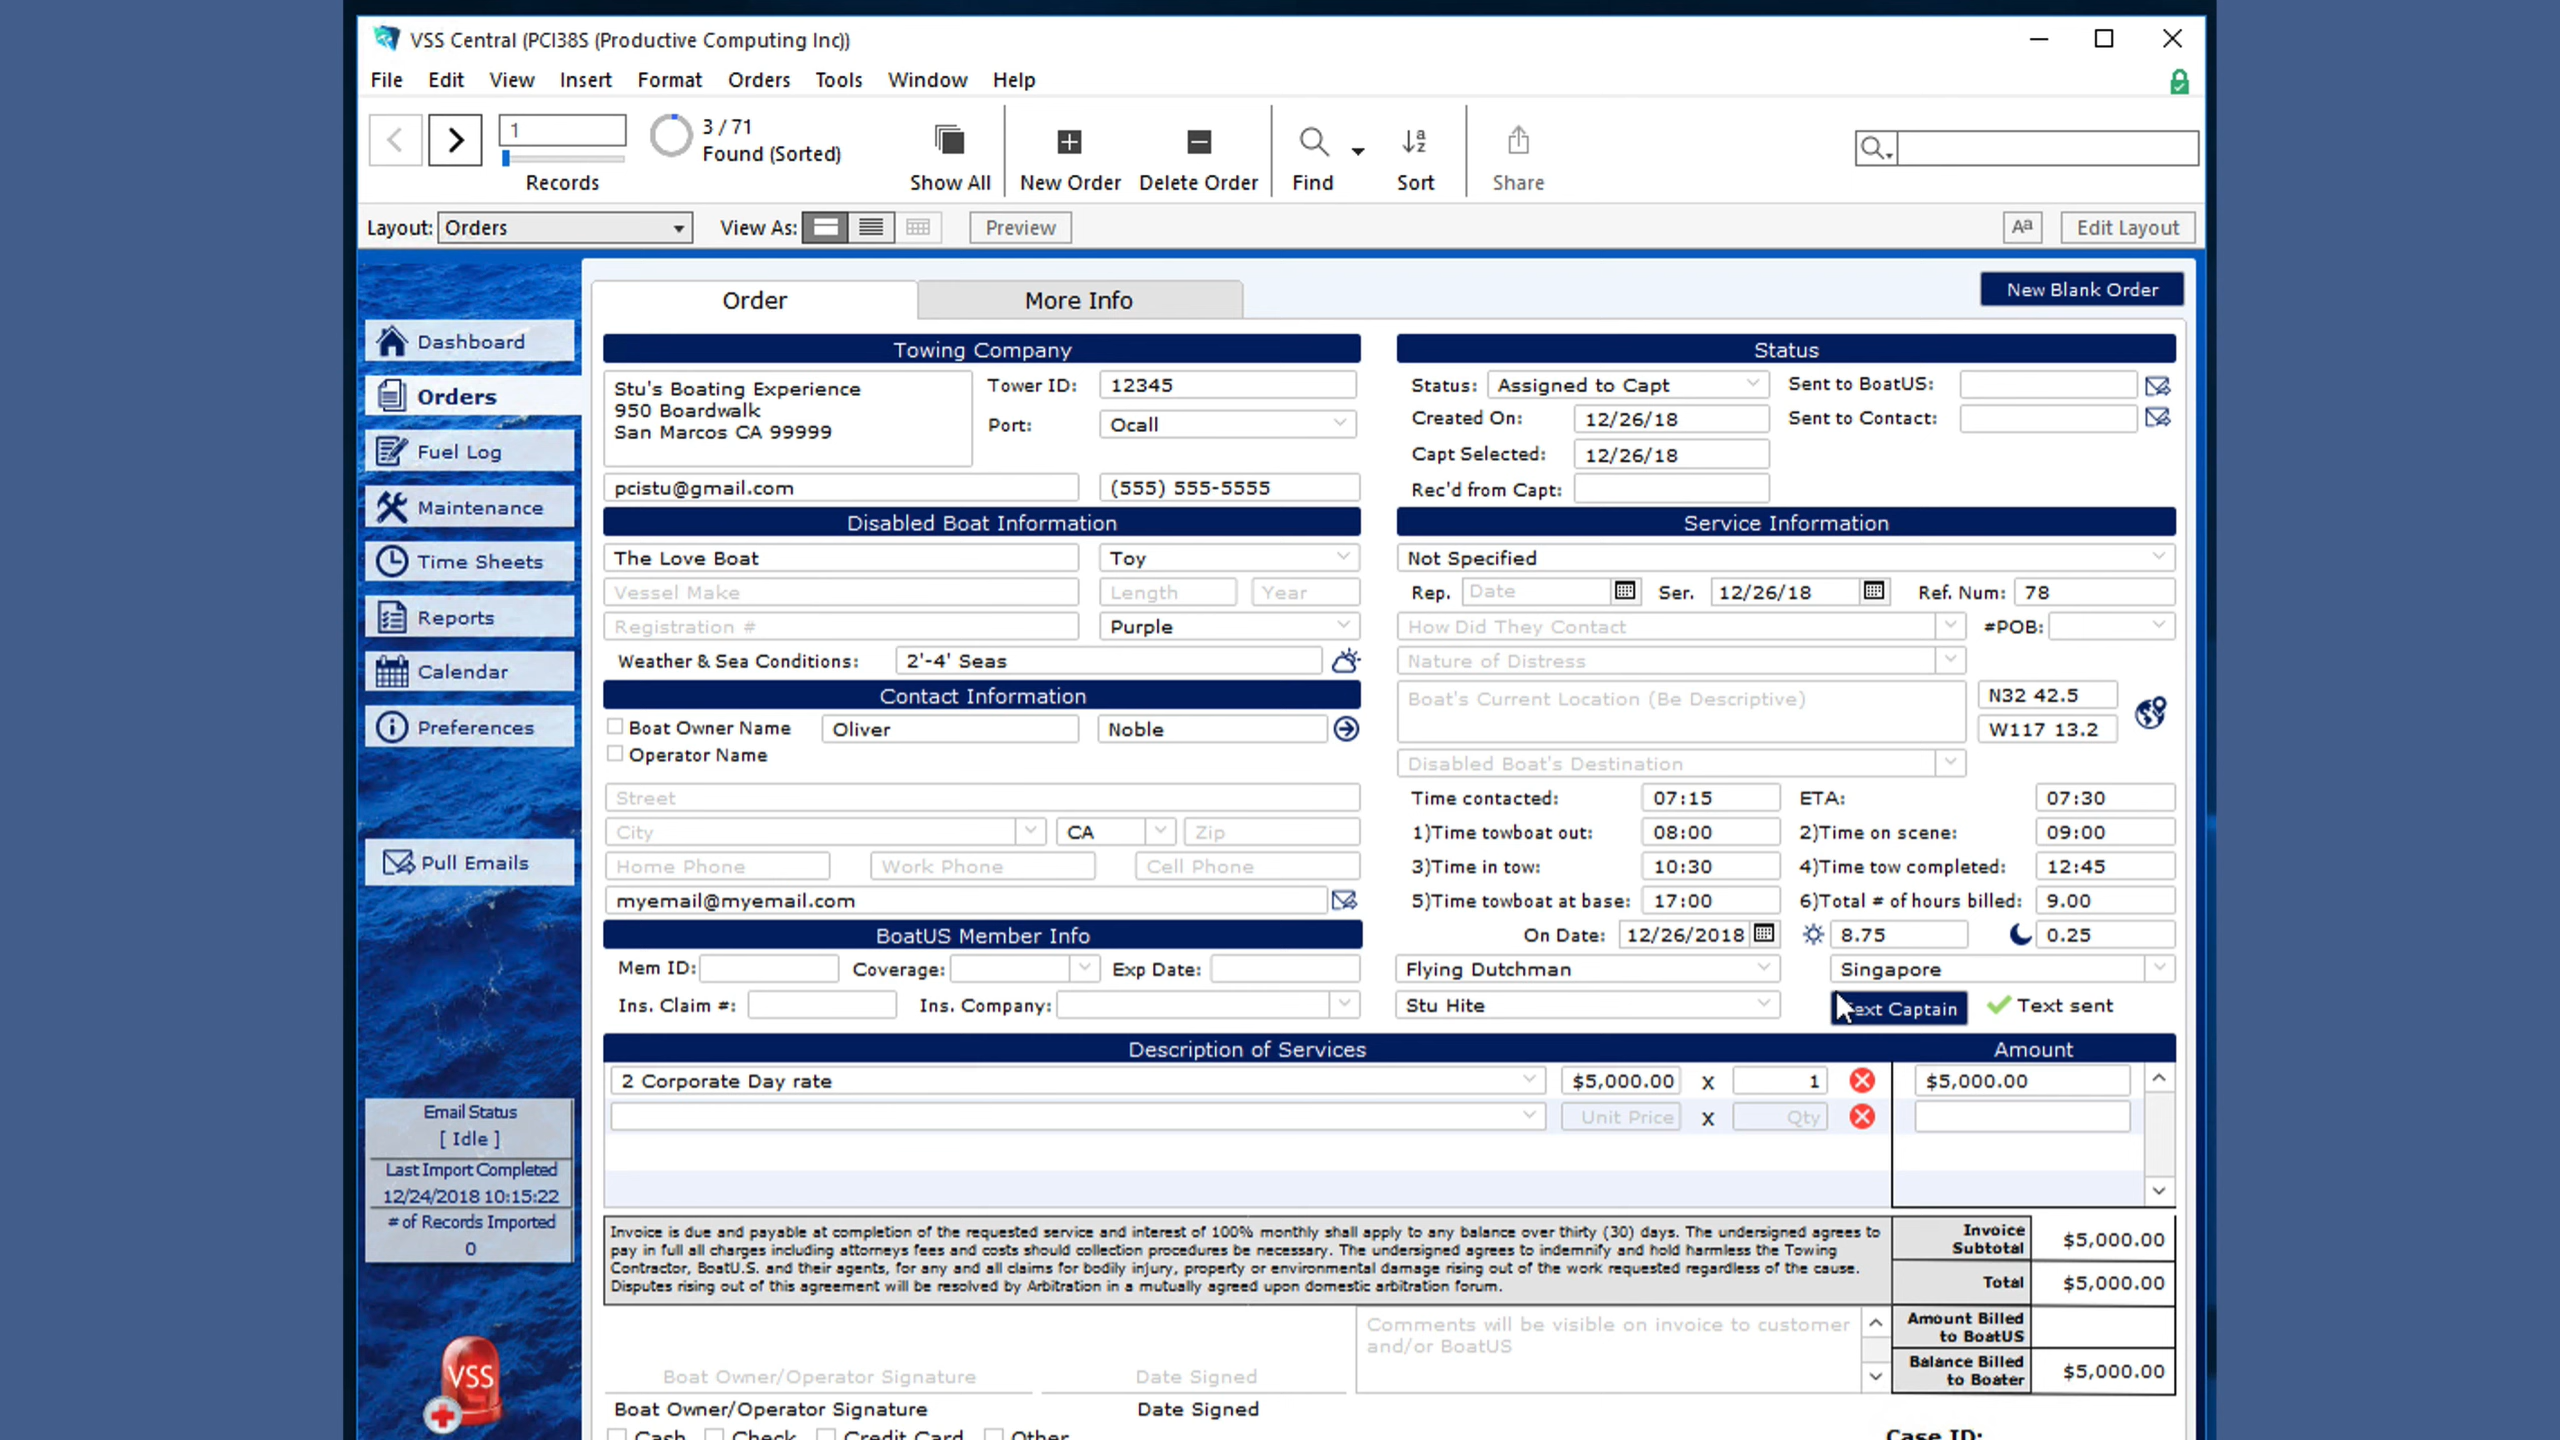 VSS Central (PCI38S (Productive Computing Inc))
File Edit View Insert Format Orders Tools Window Help
1
Records
3 / 71
Found (Sorted)
Show All
New Order
Delete Order
Find
Sort
Share
Layout: Orders
View As:
Preview
Aa
Edit Layout
Dashboard
Orders
Fuel Log
Maintenance
Time Sheets
Reports
Calendar
Preferences
Pull Emails
Email Status
[ Idle ]
Last Import Completed
12/24/2018 10:15:22
# of Records Imported
0
VSS
Order
More Info
New Blank Order
Towing Company
Stu's Boating Experience
950 Boardwalk
San Marcos CA 99999
Tower ID: 12345
Port: Ocall
pcistu@gmail.com
(555) 555-5555
Disabled Boat Information
The Love Boat
Toy
Vessel Make
Length
Year
Registration #
Purple
Weather & Sea Conditions: 2'-4' Seas
Contact Information
Boat Owner Name Oliver Noble
Operator Name
Street
City
CA
Zip
Home Phone
Work Phone
Cell Phone
myemail@myemail.com
BoatUS Member Info
Mem ID: Coverage: Exp Date:
Ins. Claim #: Ins. Company:
Status
Status: Assigned to Capt
Sent to BoatUS:
Created On: 12/26/18
Sent to Contact:
Capt Selected: 12/26/18
Rec'd from Capt:
Service Information
Not Specified
Rep. Date Ser. 12/26/18 Ref. Num: 78
How Did They Contact
#POB:
Nature of Distress
Boat's Current Location (Be Descriptive)
N32 42.5
W117 13.2
Disabled Boat's Destination
Time contacted: 07:15 ETA: 07:30
1)Time towboat out: 08:00 2)Time on scene: 09:00
3)Time in tow: 10:30 4)Time tow completed: 12:45
5)Time towboat at base: 17:00 6)Total # of hours billed: 9.00
On Date: 12/26/2018 8.75 0.25
Flying Dutchman
Singapore
Stu Hite
ext Captain
Text sent
Description of Services
Amount
2 Corporate Day rate $5,000.00 x 1 $5,000.00
Unit Price x Qty
Invoice is due and payable at completion of the requested service and interest of 100% monthly shall apply to any balance over thirty (30) days. The undersigned agrees to
pay in full all charges including attorneys fees and costs should collection procedures be necessary. The undersigned agrees to indemnify and hold harmless the Towing
Contractor, BoatU.S. and their agents, for any and all claims for bodily injury, property or environmental damage rising out of the work requested regardless of the cause.
Disputes rising out of this agreement will be resolved by Arbitration in a mutually agreed upon domestic arbitration forum.
Invoice
Subtotal
$5,000.00
Total
$5,000.00
Amount Billed
to BoatUS
Balance Billed
to Boater
$5,000.00
Comments will be visible on invoice to customer
and/or BoatUS
Boat Owner/Operator Signature
Date Signed
Boat Owner/Operator Signature
Date Signed
Cash Check Credit Card Other
Case ID: